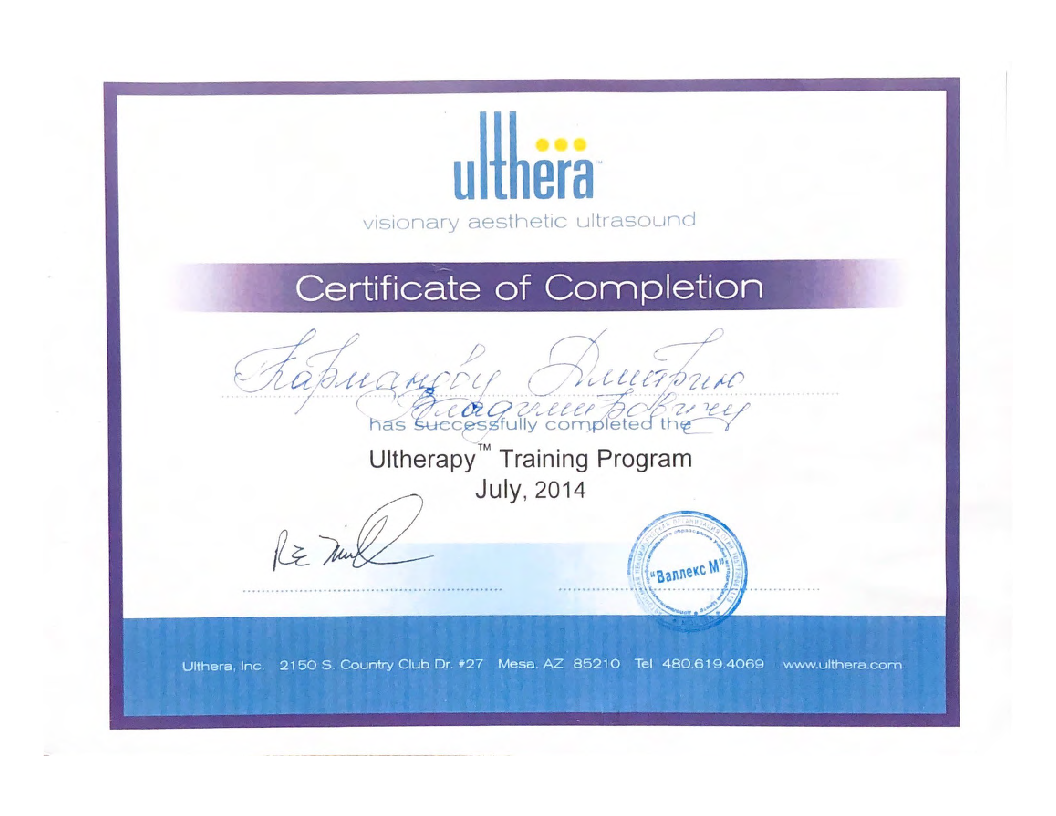 ulthera™
visionary aesthetic ultrasound
Certificate of Completion
Дмитрию
Владимировичу
has successfully completed the
Ultherapy™ Training Program
July, 2014
"Валлекс М"
Ulthera, Inc. 2150 S. Country Club Dr. #27 Mesa, AZ 85210 Tel 480.619.4069 www.ulthera.com